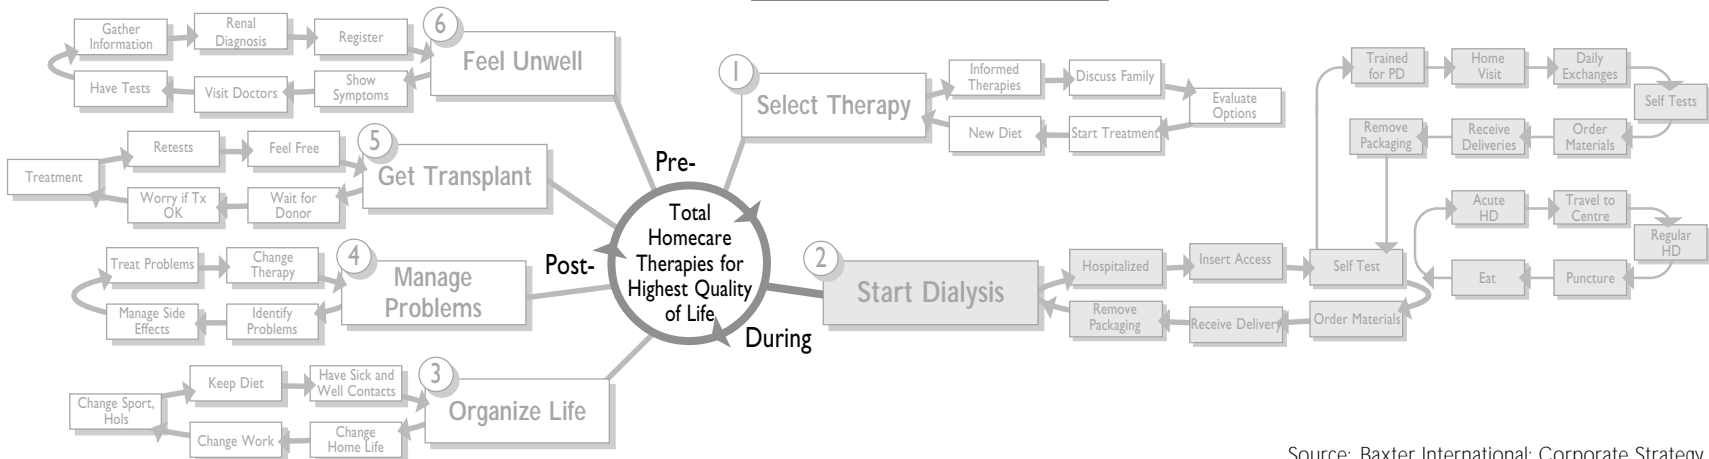 6
Feel Unwell
Gather
Information
Renal
Diagnosis
Register
Show
Symptoms
Visit Doctors
Have Tests
1
Select Therapy
Informed
Therapies
Discuss Family
Evaluate
Options
Start Treatment
New Diet
Trained
for PD
Home
Visit
Daily
Exchanges
Self Tests
Order
Materials
Receive
Deliveries
Remove
Packaging
5
Get Transplant
Treatment
Retests
Feel Free
Wait for
Donor
Worry if Tx
OK
Pre-
Total
Homecare
Therapies for
Highest Quality
of Life
Post-
During
Acute
HD
Travel to
Centre
Regular
HD
Puncture
Eat
4
Manage
Problems
Treat Problems
Change
Therapy
Identify
Problems
Manage Side
Effects
2
Start Dialysis
Hospitalized
Insert Access
Self Test
Order Materials
Receive Delivery
Remove
Packaging
3
Organize Life
Keep Diet
Have Sick and
Well Contacts
Change
Home Life
Change Work
Change Sport,
Hols
Source: Baxter International: Corporate Strategy